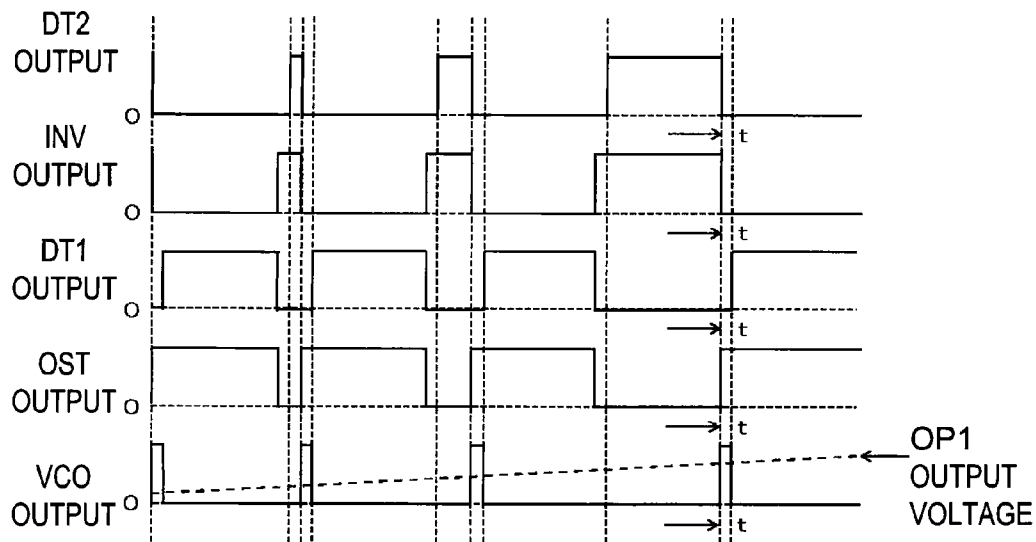 DT2
OUTPUT
O
t
INV
OUTPUT
O
t
DT1
OUTPUT
O
t
OST
OUTPUT
O
t
OP1
OUTPUT
VOLTAGE
VCO
OUTPUT
O
t